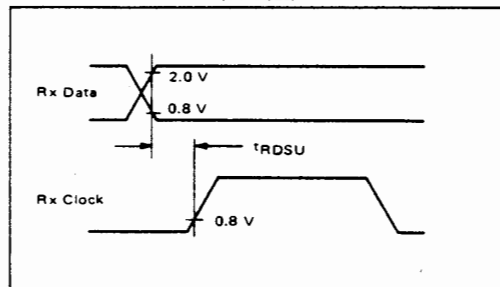 2.0 V
Rx Data
0.8 V
tRDSU
Rx Clock
0.8 V